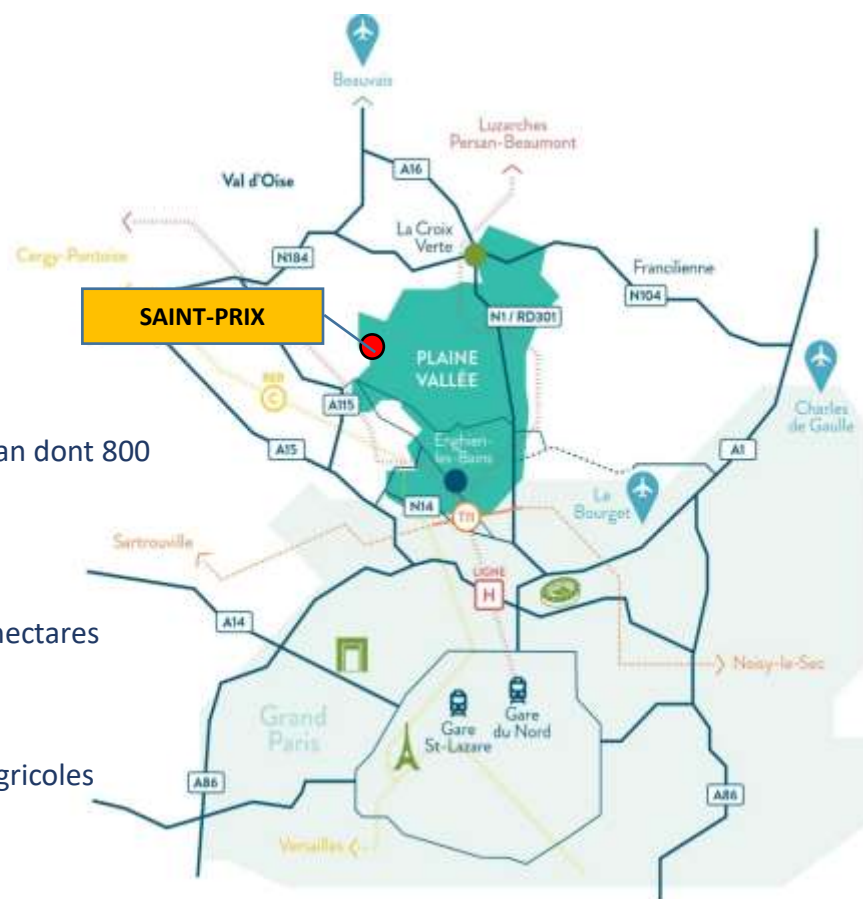 Beauvais
Luzarches
Persan-Beaumont
A16
Val d'Oise
La Croix
Verte
Cergy-Pontoise
N184
Francilienne
N104
SAINT-PRIX
N1 / RD301
PLAINE
VALLÉE
RER
C
Charles
de Gaulle
A115
an dont 800
A15
Enghien-
les-Bains
A1
Le
Bourget
N14
T11
Sartrouville
LIGNE
H
hectares
A14
Noisy-le-Sec
Grand
Paris
Gare
St-Lazare
Gare
du Nord
gricoles
A86
A86
Versailles